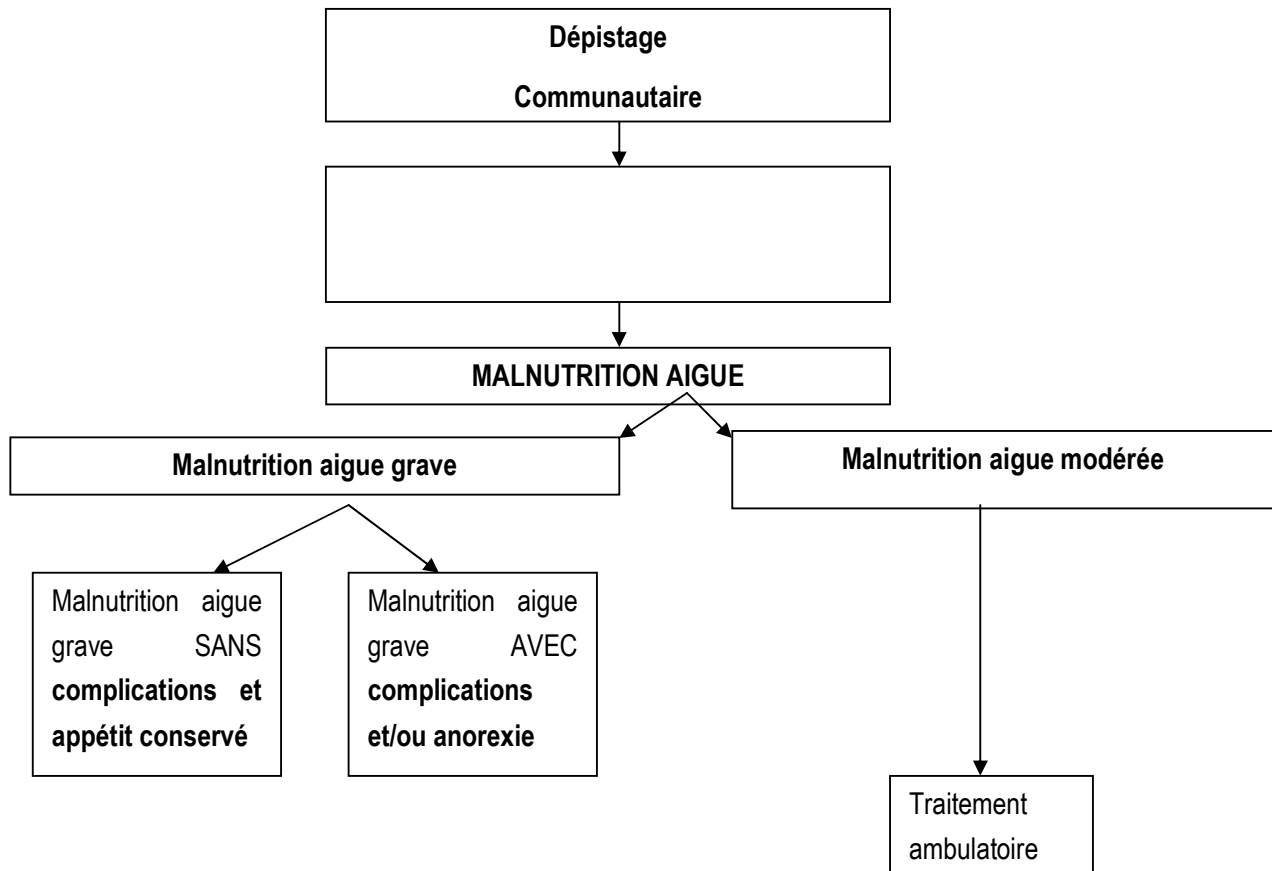 Dépistage
Communautaire
MALNUTRITION AIGUE
Malnutrition aigue grave
Malnutrition aigue modérée
Malnutrition aigue
grave SANS
complications et
appétit conservé
Malnutrition aigue
grave AVEC
complications
et/ou anorexie
Traitement
ambulatoire